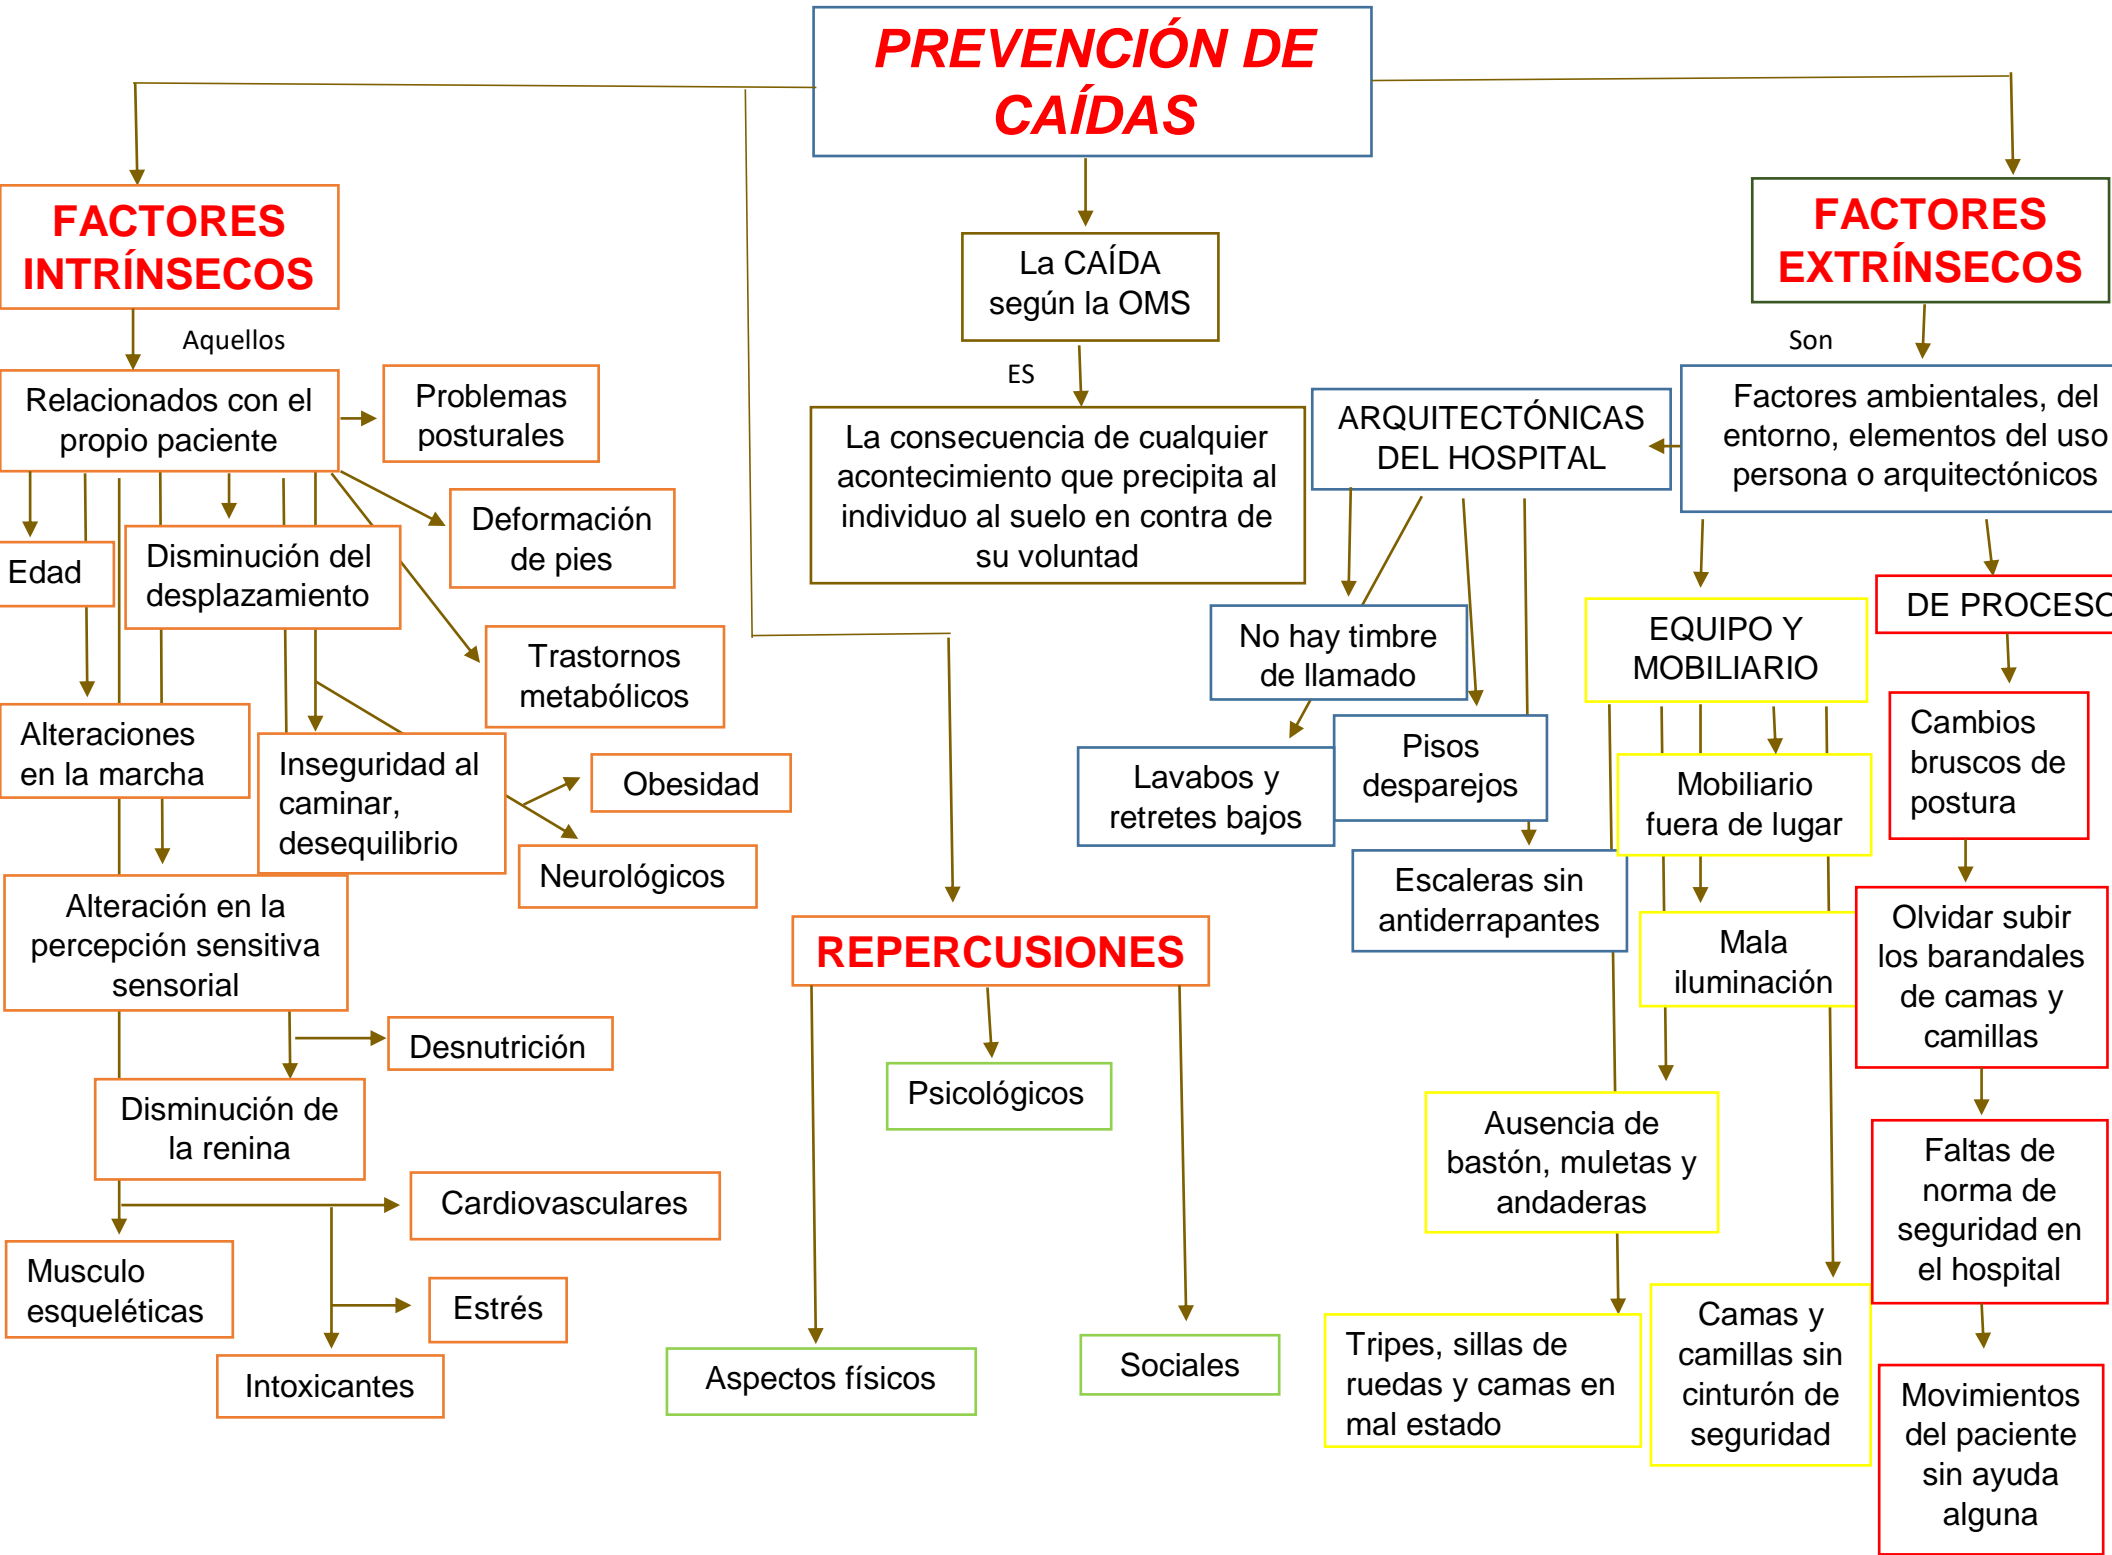 PREVENCIÓN DE
CAÍDAS
FACTORES
INTRÍNSECOS
Aquellos
Relacionados con el
propio paciente
Problemas
posturales
Deformación
de pies
Edad
Disminución del
desplazamiento
Trastornos
metabólicos
Alteraciones
en la marcha
Inseguridad al
caminar,
desequilibrio
Obesidad
Neurológicos
Alteración en la
percepción sensitiva
sensorial
Desnutrición
Disminución de
la renina
Cardiovasculares
Musculo
esqueléticas
Estrés
Intoxicantes
La CAÍDA
según la OMS
ES
La consecuencia de cualquier
acontecimiento que precipita al
individuo al suelo en contra de
su voluntad
REPERCUSIONES
Psicológicos
Aspectos físicos
Sociales
FACTORES
EXTRÍNSECOS
Son
Factores ambientales, del
entorno, elementos del uso
persona o arquitectónicos
ARQUITECTÓNICAS
DEL HOSPITAL
No hay timbre
de llamado
Lavabos y
retretes bajos
Pisos
desparejos
Escaleras sin
antiderrapantes
EQUIPO Y
MOBILIARIO
Mobiliario
fuera de lugar
Mala
iluminación
Ausencia de
bastón, muletas y
andaderas
Tripes, sillas de
ruedas y camas en
mal estado
Camas y
camillas sin
cinturón de
seguridad
DE PROCESO
Cambios
bruscos de
postura
Olvidar subir
los barandales
de camas y
camillas
Faltas de
norma de
seguridad en
el hospital
Movimientos
del paciente
sin ayuda
alguna